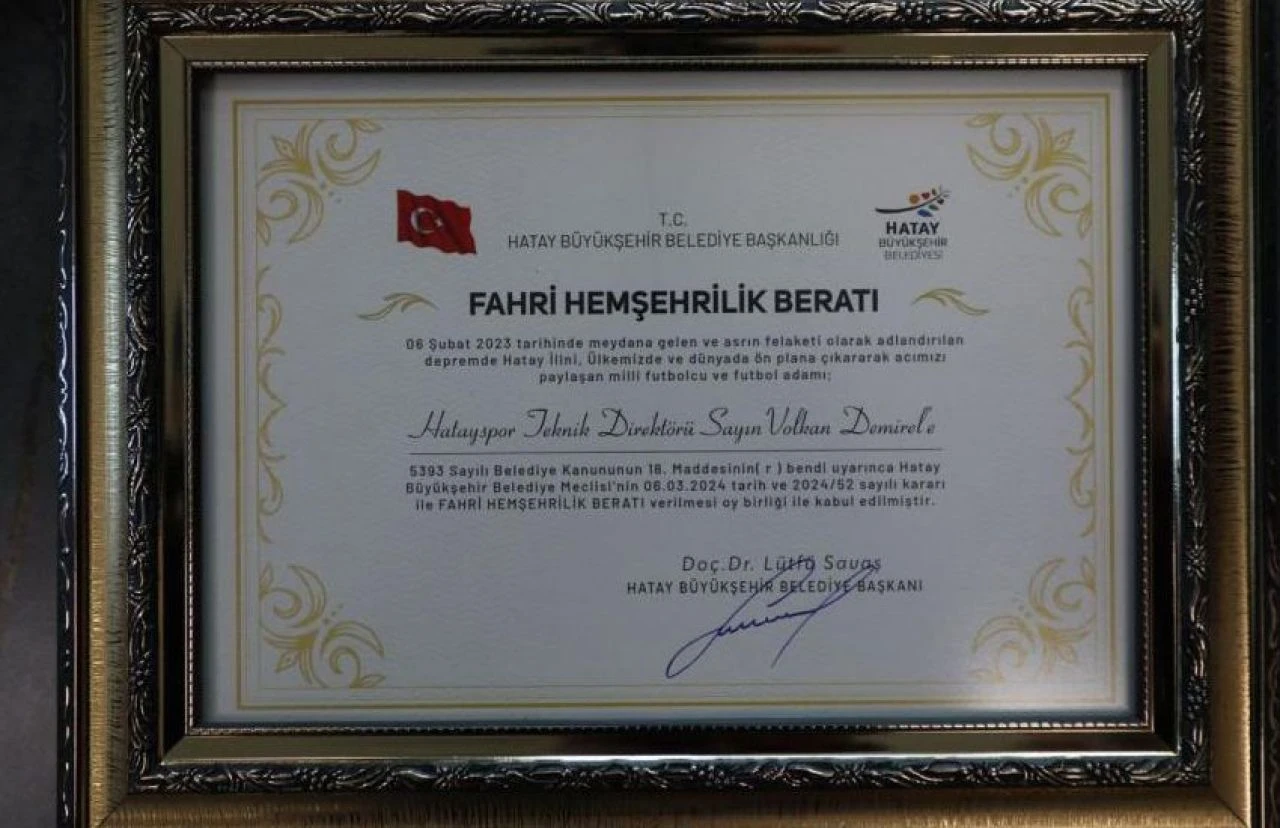 T.C.
HATAY BÜYÜKŞEHİR BELEDİYE BAŞKANLIĞI
HATAY
BÜYÜKŞEHİR
BELEDİYESİ
FAHRİ HEMŞEHRİLİK BERATI
06 Şubat 2023 tarihinde meydana gelen ve asrın felaketi olarak adlandırılan
depremde Hatay İlini, Ülkemizde ve dünyada ön plana çıkararak acımızı
paylaşan milli futbolcu ve futbol adamı;
Hatayspor Teknik Direktörü Sayın Volkan Demirel'e
5393 Sayılı Belediye Kanununun 18. Maddesinin( r ) bendi uyarınca Hatay
Büyükşehir Belediye Meclisi'nin 06.03.2024 tarih ve 2024/52 sayılı kararı
ile FAHRİ HEMŞEHRİLİK BERATI verilmesi oy birliği ile kabul edilmiştir.
Doç.Dr. Lütfü Savaş
HATAY BÜYÜKŞEHİR BELEDİYE BAŞKANI